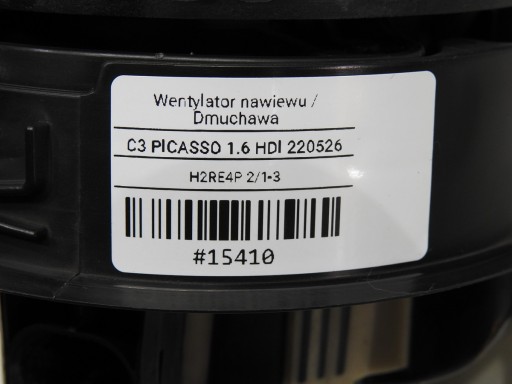 Wentylator nawiewu /
Dmuchawa
C3 PICASSO 1.6 HDI 220526
H2RE4P 2/1-3
#15410